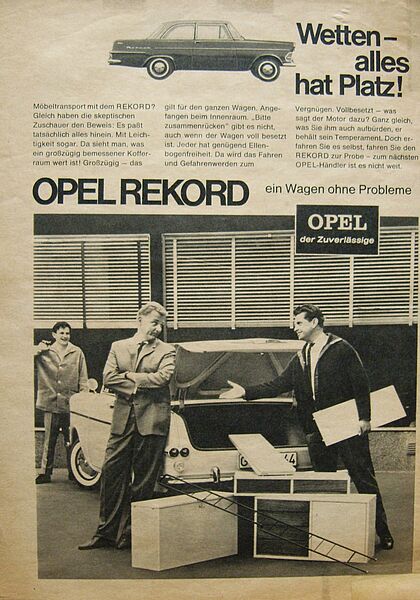 Wetten –
alles
hat Platz!
Möbeltransport mit dem REKORD?
Gleich haben die skeptischen
Zuschauer den Beweis: Es paßt
tatsächlich alles hinein. Mit Leich-
tigkeit sogar. Da sieht man, was
ein großzügig bemessener Koffer-
raum wert ist! Großzügig – das
gilt für den ganzen Wagen. Ange-
fangen beim Innenraum. „Bitte
zusammenrücken" gibt es nicht,
auch wenn der Wagen voll besetzt
ist. Jeder hat genügend Ellen-
bogenfreiheit. Da wird das Fahren
und Gefahrenwerden zum
Vergnügen. Vollbesetzt – was
sagt der Motor dazu? Ganz gleich,
was Sie ihm auch aufbürden, er
behält sein Temperament. Doch er-
fahren Sie es selbst, fahren Sie den
REKORD zur Probe – zum nächsten
OPEL-Händler ist es nicht weit.
OPEL REKORD
ein Wagen ohne Probleme
OPEL
der Zuverlässige